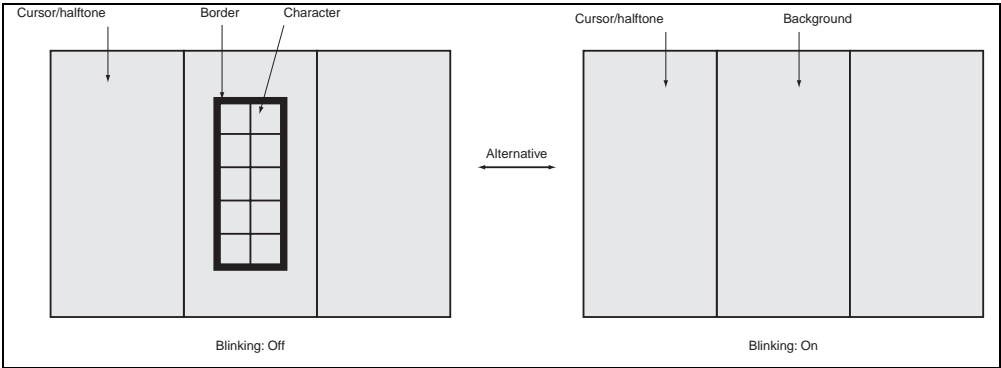 Cursor/halftone Border Character
Cursor/halftone Background
Alternative
Blinking: Off
Blinking: On